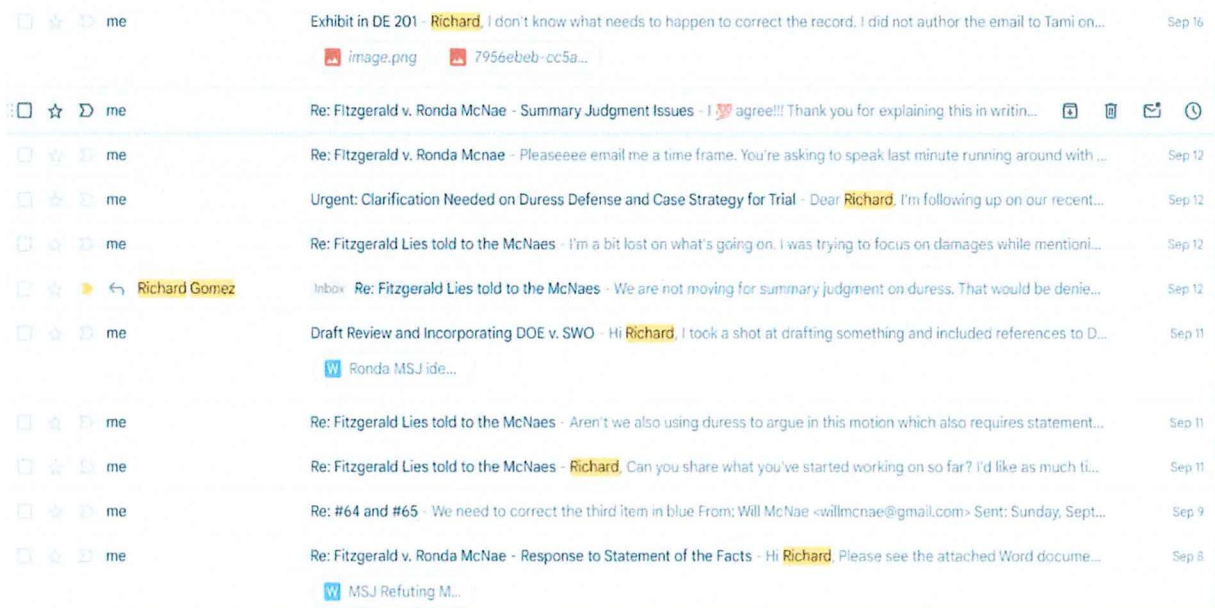 me Exhibit in DE 201 - Richard, I don't know what needs to happen to correct the record. I did not author the email to Tami on... Sep 16
image.png 7956ebeb-cc5a...
me Re: FItzgerald v. Ronda McNae - Summary Judgment Issues - I 💯 agree!!! Thank you for explaining this in writin...
me Re: FItzgerald v. Ronda Mcnae - Pleaseeee email me a time frame. You're asking to speak last minute running around with ... Sep 12
me Urgent: Clarification Needed on Duress Defense and Case Strategy for Trial - Dear Richard, I'm following up on our recent... Sep 12
me Re: Fitzgerald Lies told to the McNaes - I'm a bit lost on what's going on. I was trying to focus on damages while mentioni... Sep 12
Richard Gomez Inbox Re: Fitzgerald Lies told to the McNaes - We are not moving for summary judgment on duress. That would be denie... Sep 12
me Draft Review and Incorporating DOE v. SWO - Hi Richard, I took a shot at drafting something and included references to D... Sep 11
W Ronda MSJ ide...
me Re: Fitzgerald Lies told to the McNaes - Aren't we also using duress to argue in this motion which also requires statement... Sep 11
me Re: Fitzgerald Lies told to the McNaes - Richard, Can you share what you've started working on so far? I'd like as much ti... Sep 11
me Re: #64 and #65 - We need to correct the third item in blue From: Will McNae <willmcnae@gmail.com> Sent: Sunday, Sept... Sep 9
me Re: Fitzgerald v. Ronda McNae - Response to Statement of the Facts - Hi Richard, Please see the attached Word docume... Sep 8
W MSJ Refuting M...